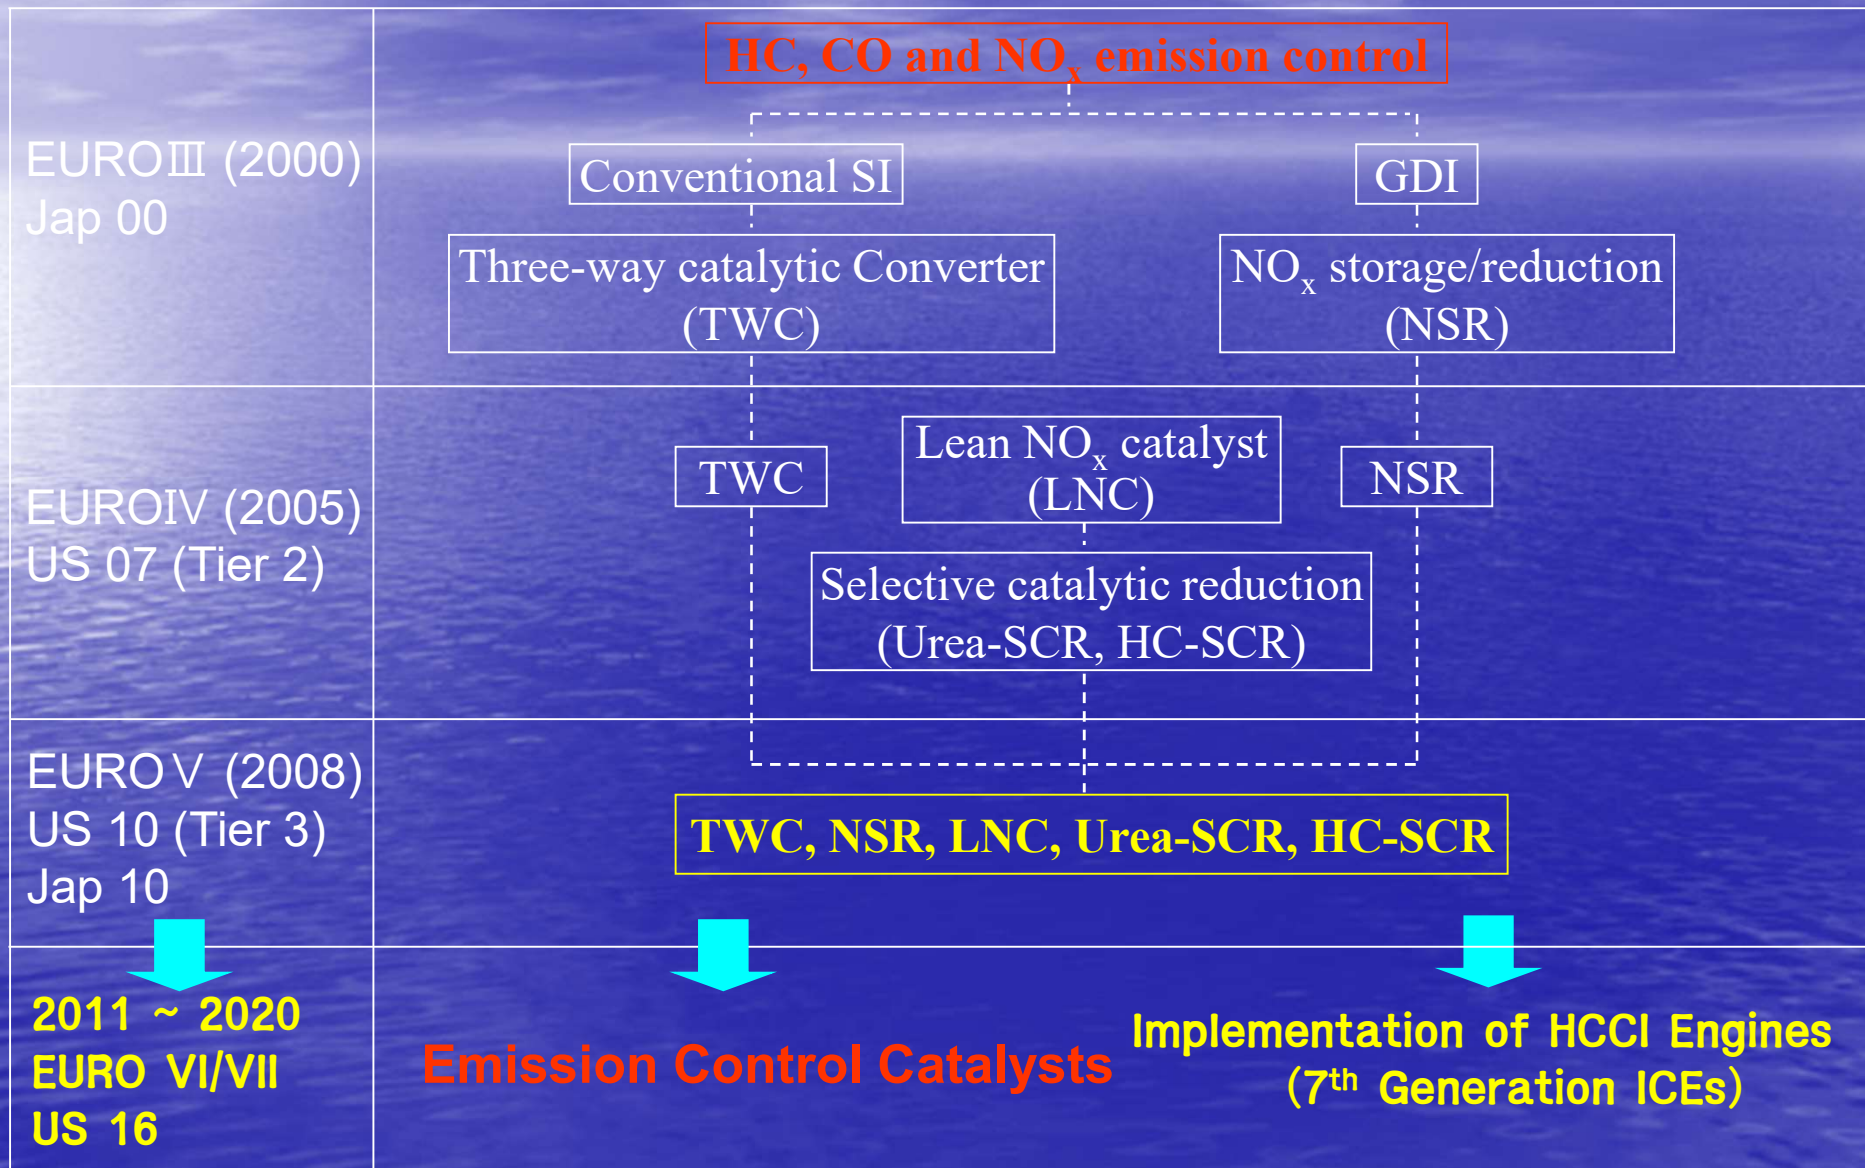 HC, CO and NOx emission control
EUROⅢ (2000)
Jap 00
Conventional SI
GDI
Three-way catalytic Converter
(TWC)
NOx storage/reduction
(NSR)
EUROIV (2005)
US 07 (Tier 2)
TWC
Lean NOx catalyst
(LNC)
NSR
Selective catalytic reduction
(Urea-SCR, HC-SCR)
EUROⅤ (2008)
US 10 (Tier 3)
Jap 10
TWC, NSR, LNC, Urea-SCR, HC-SCR
2011 ~ 2020
EURO VI/VII
US 16
Emission Control Catalysts
Implementation of HCCI Engines
(7th Generation ICEs)